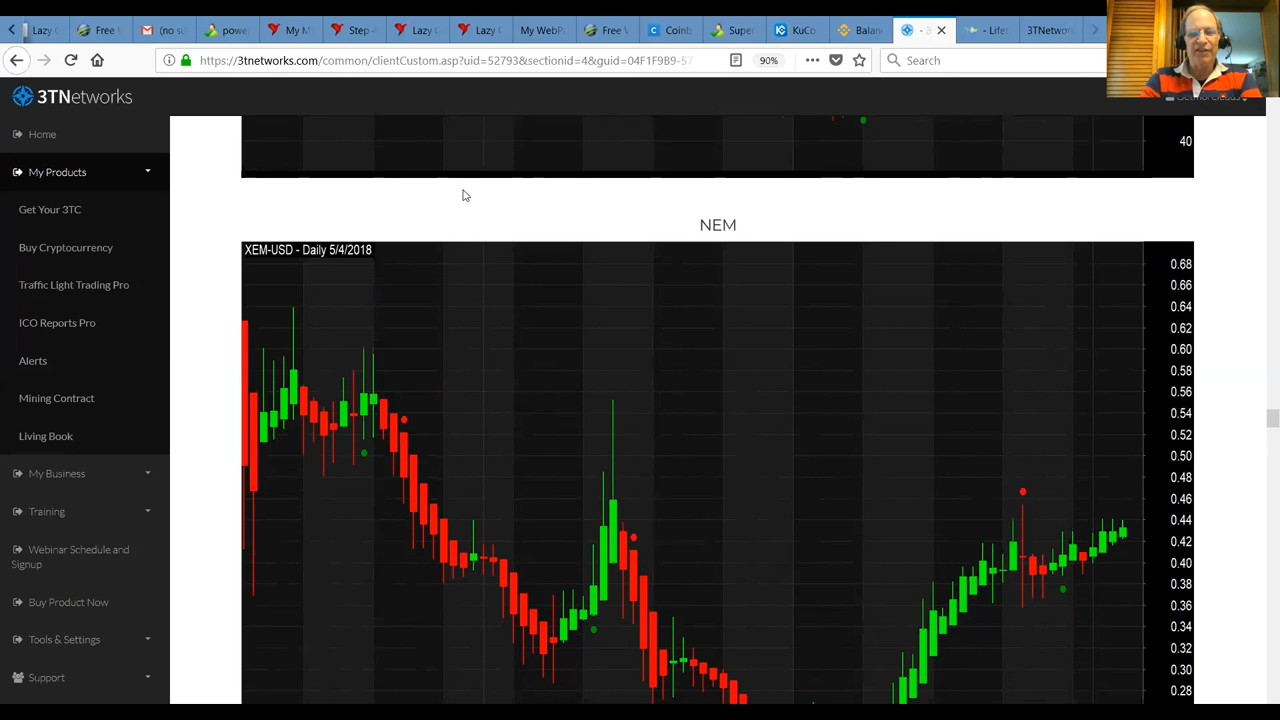 Lazy C
Free V
(no su
powe
My M
Step -
Lazy C
Lazy C
My WebPa
Free V
Coinb
Super
KuCo
Balan
- 3
- Lifet
3TNetwor
https://3tnetworks.com/common/clientCustom.asp?uid=52793&sectionid=4&guid=04F1F9B9-57
90%
Search
3TNetworks
Home
My Products
Get Your 3TC
Buy Cryptocurrency
Traffic Light Trading Pro
ICO Reports Pro
Alerts
Mining Contract
Living Book
My Business
Training
Webinar Schedule and
Signup
Buy Product Now
Tools & Settings
Support
40
NEM
XEM-USD - Daily 5/4/2018
0.68
0.66
0.64
0.62
0.60
0.58
0.56
0.54
0.52
0.50
0.48
0.46
0.44
0.42
0.40
0.38
0.36
0.34
0.32
0.30
0.28